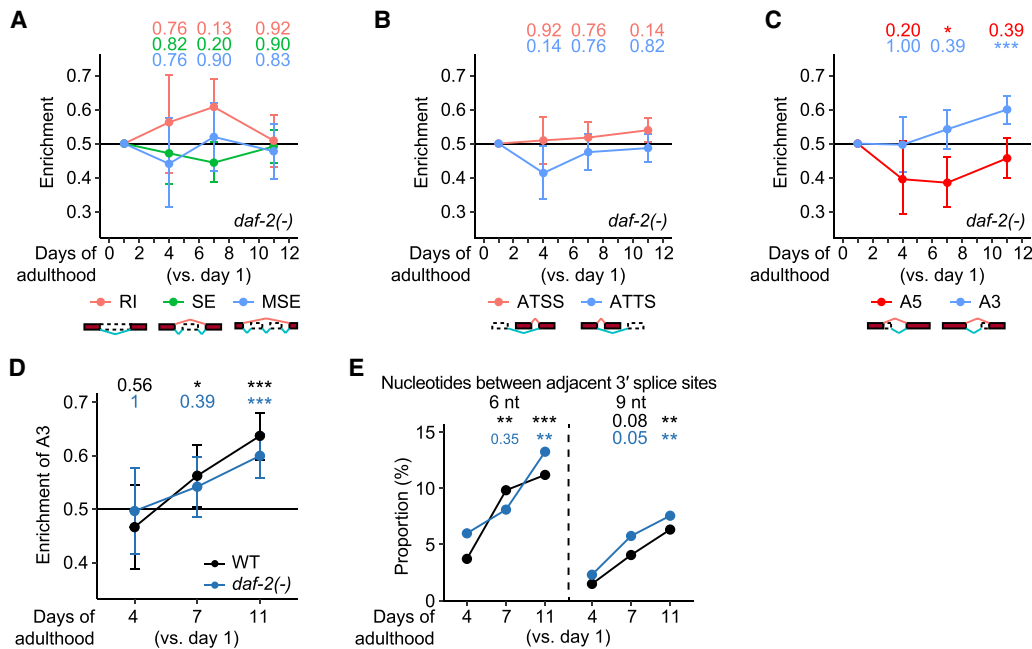 A
0.76 0.13 0.92
0.82 0.20 0.90
0.76 0.90 0.83
0.7
0.6
0.5
0.4
0.3
Enrichment
daf-2(-)
0 2 4 6 8 10 12
Days of adulthood
(vs. day 1)
RI SE MSE
B
0.92 0.76 0.14
0.14 0.76 0.82
0.7
0.6
0.5
0.4
0.3
Enrichment
daf-2(-)
0 2 4 6 8 10 12
Days of adulthood
(vs. day 1)
ATSS ATTS
C
0.20 * 0.39
1.00 0.39 ***
0.7
0.6
0.5
0.4
0.3
Enrichment
daf-2(-)
0 2 4 6 8 10 12
Days of adulthood
(vs. day 1)
A5 A3
D
0.56 * ***
1 0.39 ***
0.7
0.6
0.5
0.4
Enrichment of A3
WT
daf-2(-)
4 7 11
Days of adulthood
(vs. day 1)
E
Nucleotides between adjacent 3′ splice sites
6 nt 9 nt
** *** 0.08 **
0.35 ** 0.05 **
15
10
5
0
Proportion (%)
4 7 11 4 7 11
Days of adulthood
(vs. day 1)